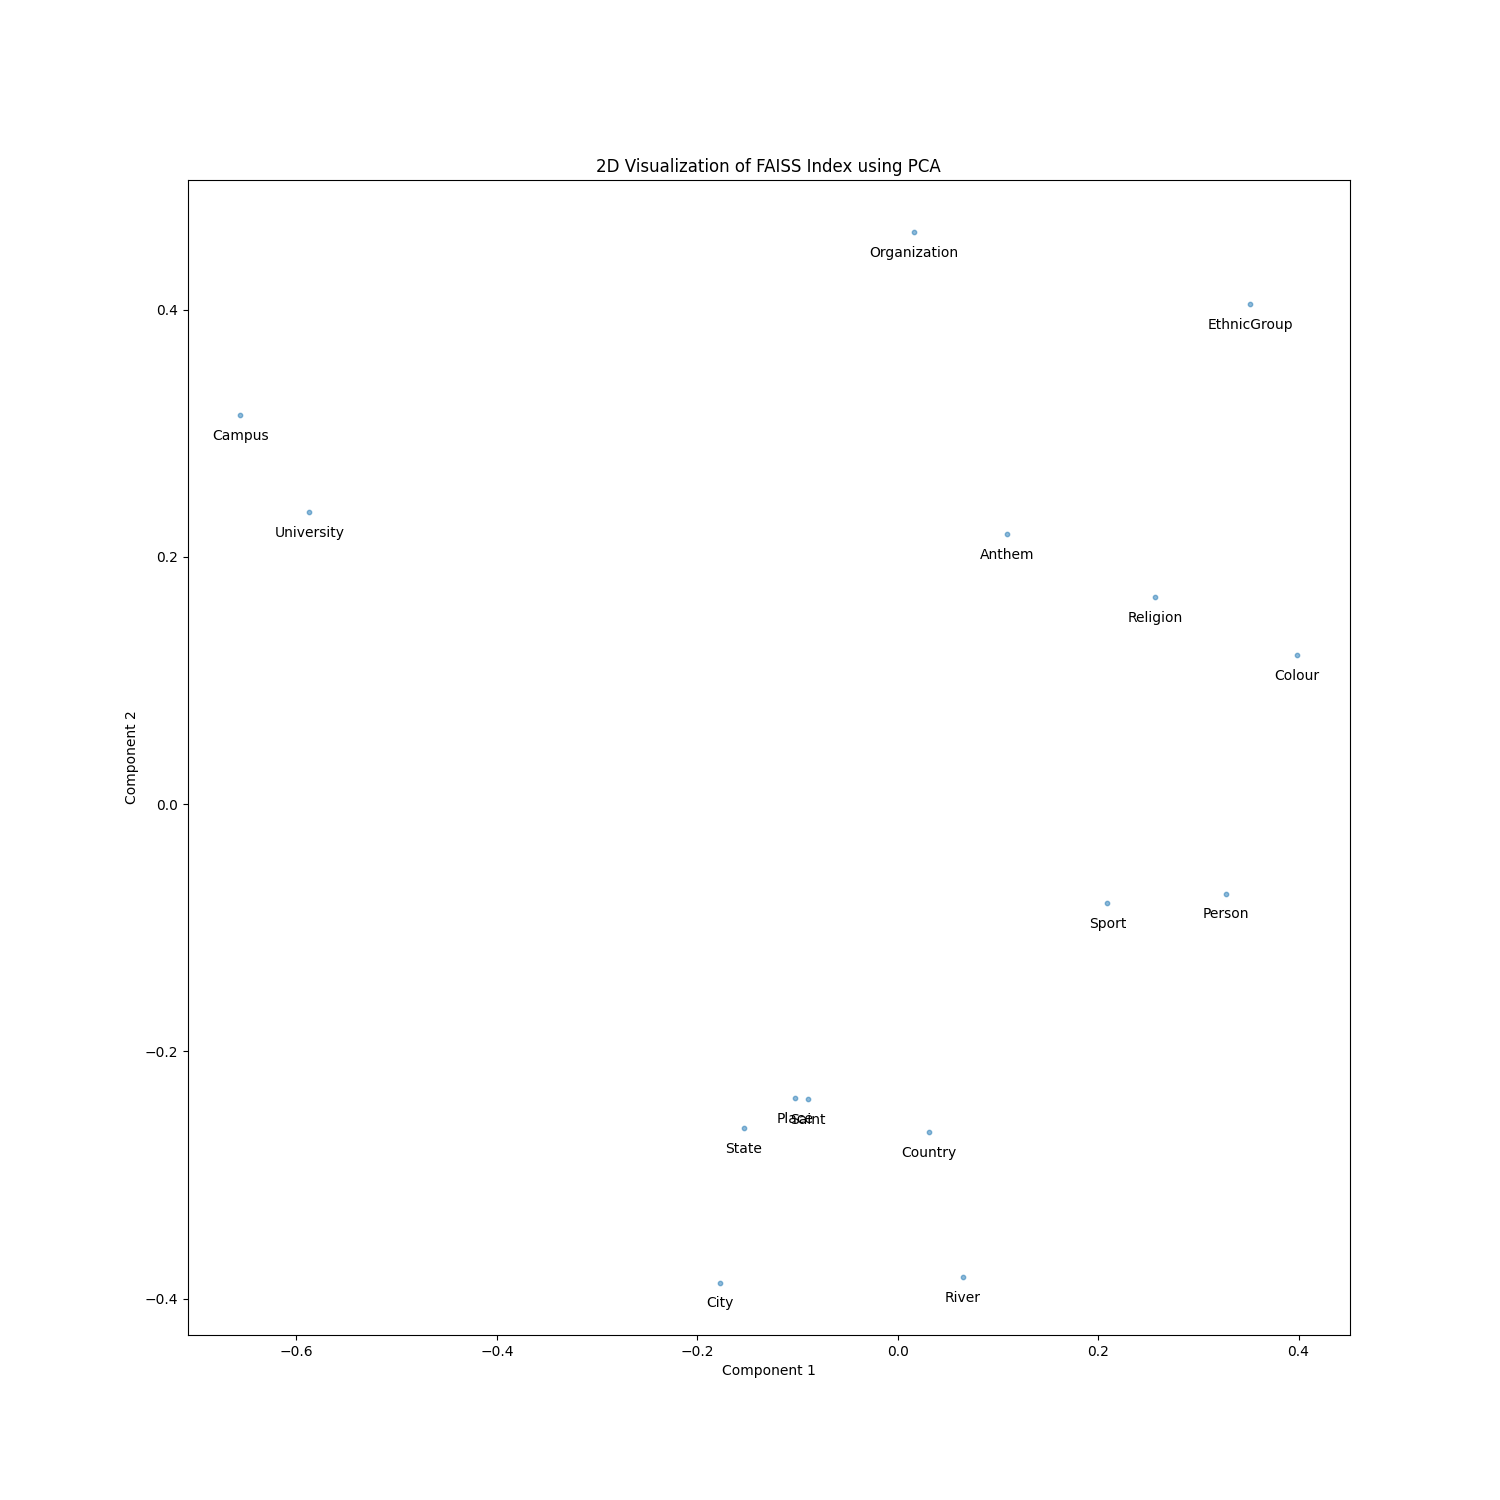 2D Visualization of FAISS Index using PCA
Organization
EthnicGroup
0.4
Campus
University
0.2
Anthem
Religion
Colour
Component 2
0.0
Sport
Person
−0.2
Place
Saint
State
Country
City
River
−0.4
−0.6
−0.4
−0.2
0.0
0.2
0.4
Component 1